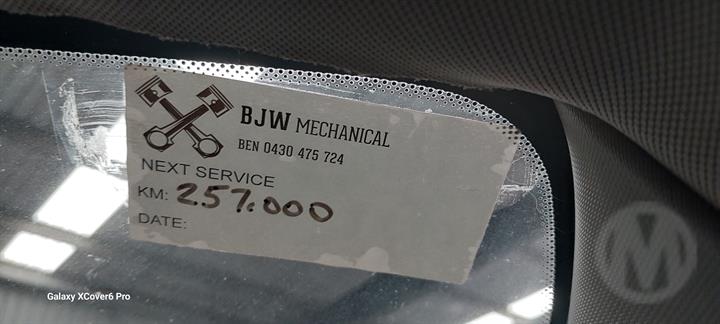 BJW MECHANICAL
BEN 0430 475 724
NEXT SERVICE
KM: 257.000
DATE:
Galaxy XCover6 Pro
M